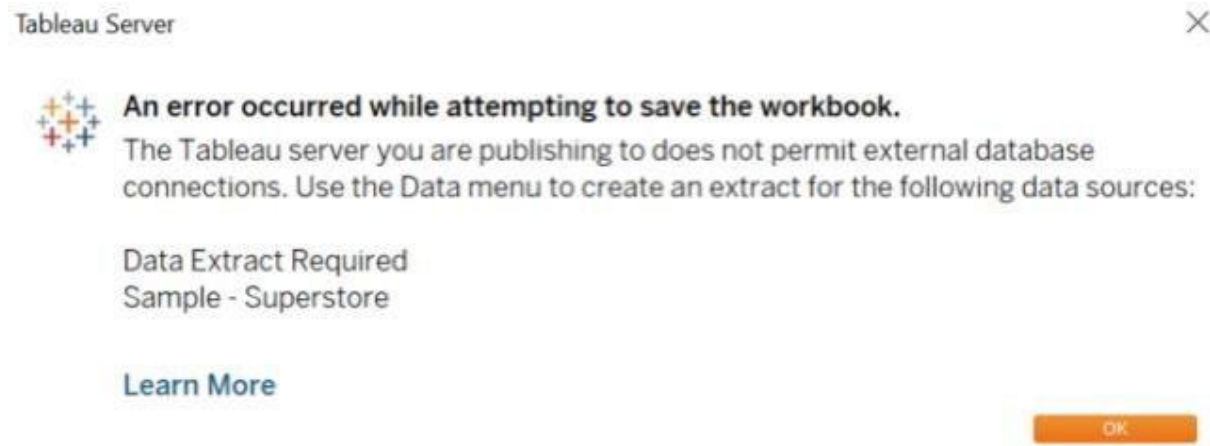 Tableau Server
An error occurred while attempting to save the workbook.
The Tableau server you are publishing to does not permit external database
connections. Use the Data menu to create an extract for the following data sources:
Data Extract Required
Sample - Superstore
Learn More
OK